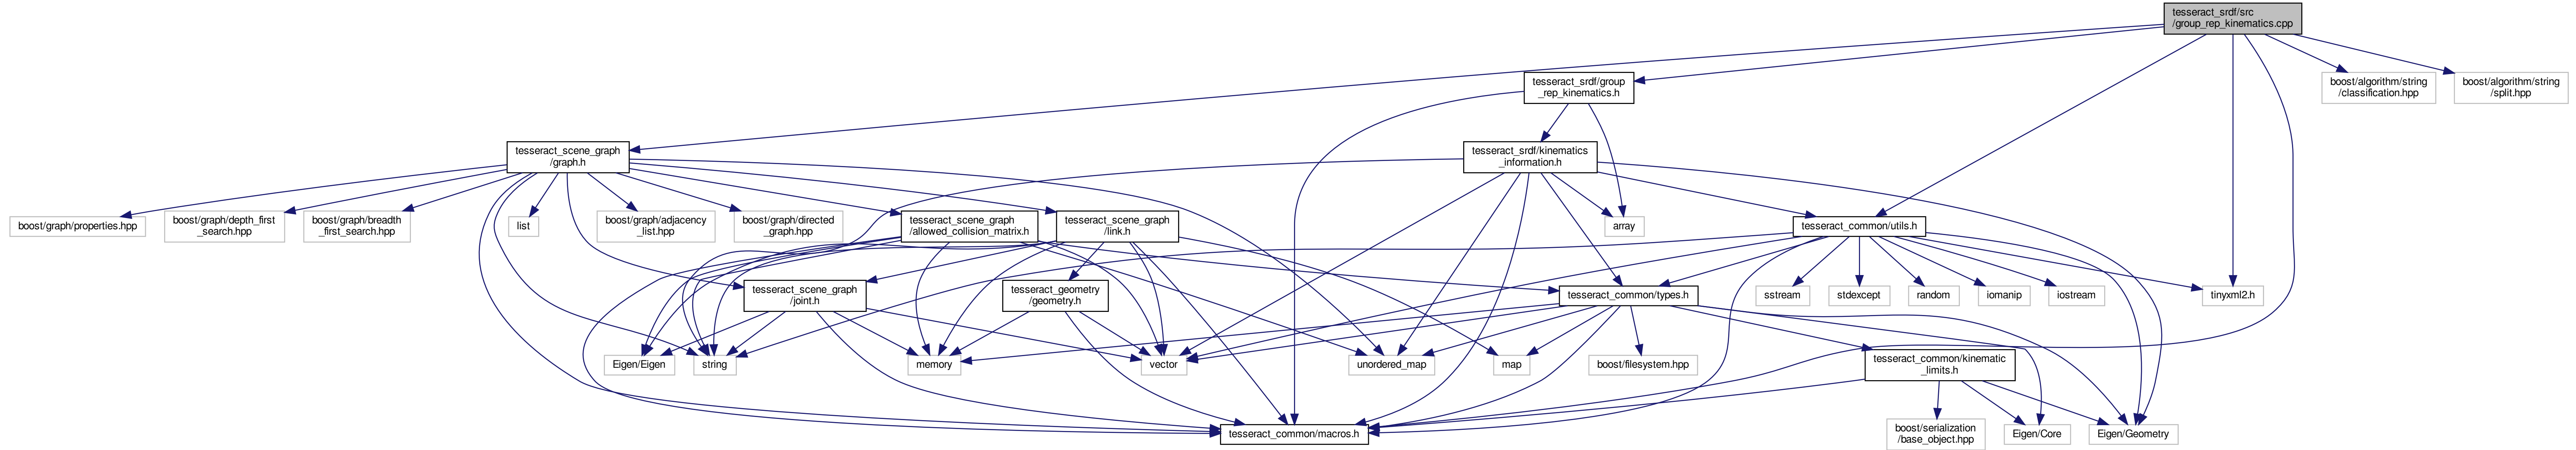 tesseract_srdf/src
/group_rep_kinematics.cpp
tesseract_srdf/group
_rep_kinematics.h
boost/algorithm/string
/classification.hpp
boost/algorithm/string
/split.hpp
tesseract_scene_graph
/graph.h
tesseract_srdf/kinematics
_information.h
boost/graph/properties.hpp
boost/graph/depth_first
_search.hpp
boost/graph/breadth
_first_search.hpp
list
boost/graph/adjacency
_list.hpp
boost/graph/directed
_graph.hpp
tesseract_scene_graph
/allowed_collision_matrix.h
tesseract_scene_graph
/link.h
array
tesseract_common/utils.h
tesseract_scene_graph
/joint.h
tesseract_geometry
/geometry.h
tesseract_common/types.h
sstream
stdexcept
random
iomanip
iostream
tinyxml2.h
Eigen/Eigen
string
memory
vector
unordered_map
map
boost/filesystem.hpp
tesseract_common/kinematic
_limits.h
tesseract_common/macros.h
boost/serialization
/base_object.hpp
Eigen/Core
Eigen/Geometry